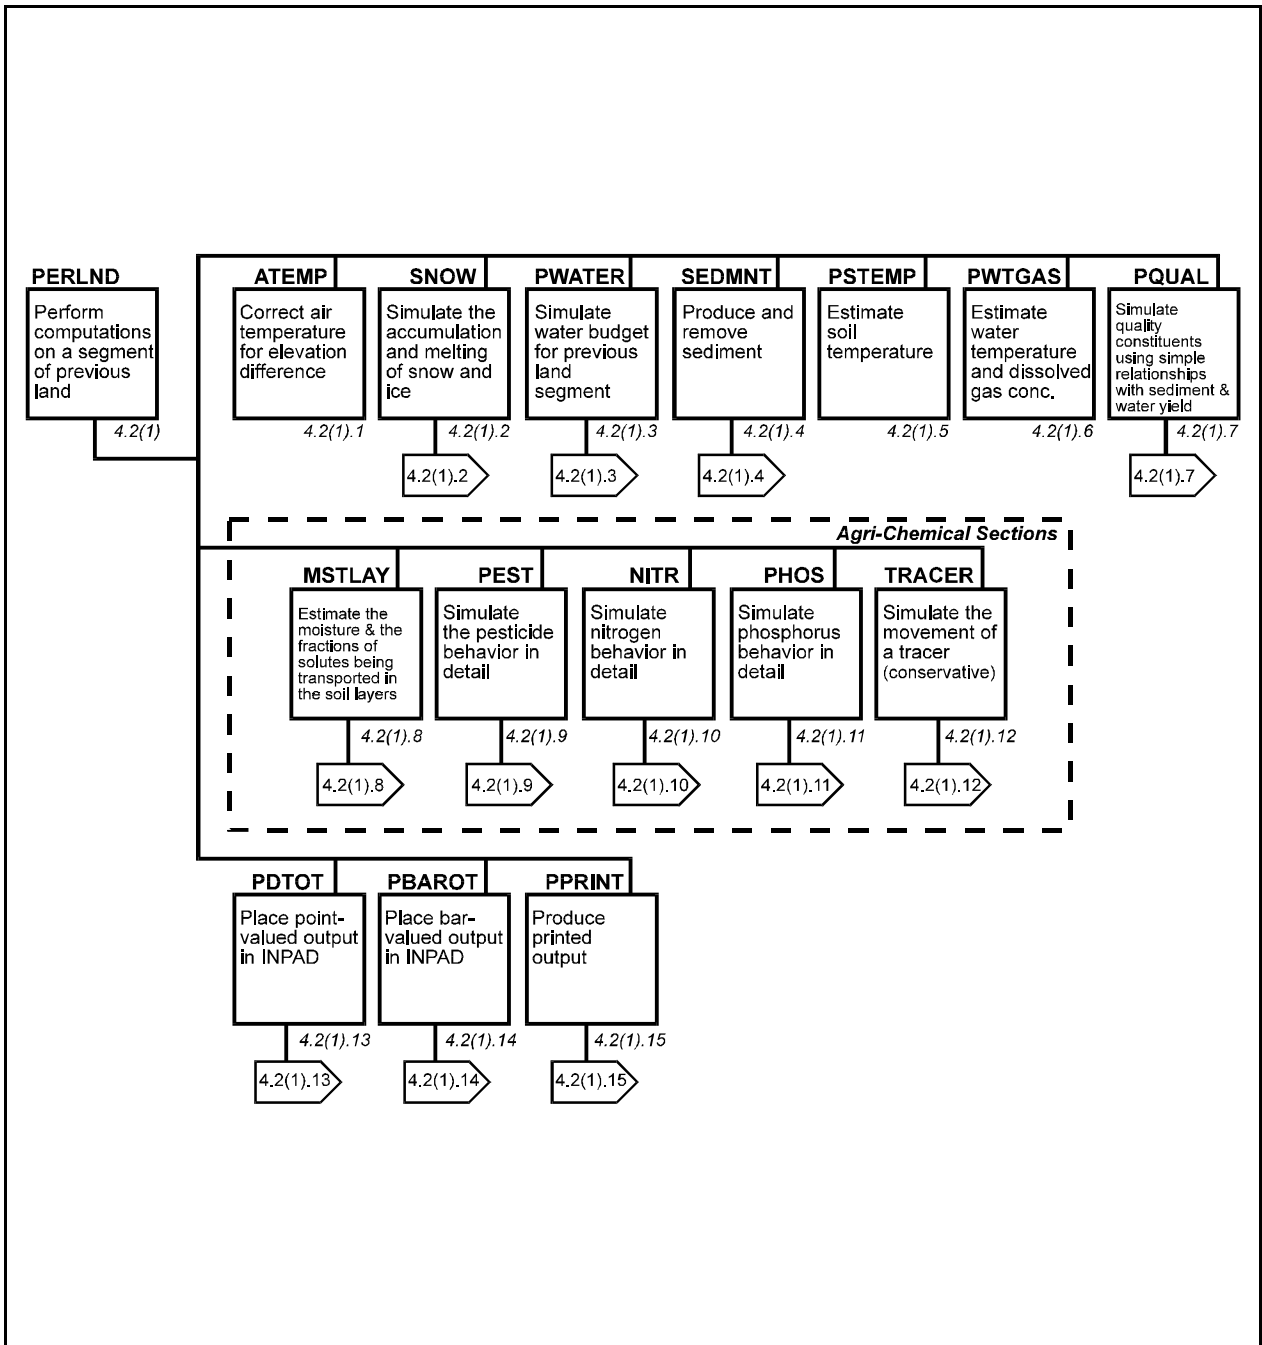 PERLND
Perform
computations
on a segment
of previous
land
4.2(1)
ATEMP
Correct air
temperature
for elevation
difference
4.2(1).1
SNOW
Simulate the
accumulation
and melting
of snow and
ice
4.2(1).2
4.2(1).2
PWATER
Simulate
water budget
for previous
land
segment
4.2(1).3
4.2(1).3
SEDMNT
Produce and
remove
sediment
4.2(1).4
4.2(1).4
PSTEMP
Estimate
soil
temperature
4.2(1).5
PWTGAS
Estimate
water
temperature
and dissolved
gas conc.
4.2(1).6
PQUAL
Simulate
quality
constituents
using simple
relationships
with sediment &
water yield
4.2(1).7
4.2(1).7
Agri-Chemical Sections
MSTLAY
Estimate the
moisture & the
fractions of
solutes being
transported in
the soil layers
4.2(1).8
4.2(1).8
PEST
Simulate
the pesticide
behavior in
detail
4.2(1).9
4.2(1).9
NITR
Simulate
nitrogen
behavior in
detail
4.2(1).10
4.2(1).10
PHOS
Simulate
phosphorus
behavior in
detail
4.2(1).11
4.2(1).11
TRACER
Simulate the
movement of
a tracer
(conservative)
4.2(1).12
4.2(1).12
PDTOT
Place point-
valued output
in INPAD
4.2(1).13
4.2(1).13
PBAROT
Place bar-
valued output
in INPAD
4.2(1).14
4.2(1).14
PPRINT
Produce
printed
output
4.2(1).15
4.2(1).15